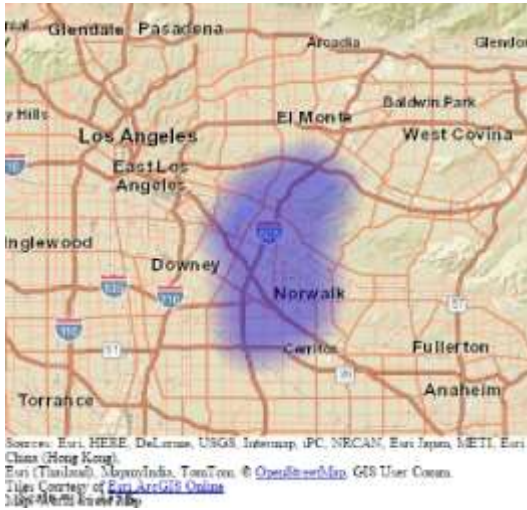 Glendale Pasadena
Arcadia
El Monte
Baldwin Park
Los Angeles
West Covina
East Los
Angeles
Inglewood
Downey
Norwalk
Cerritos
Fullerton
Anaheim
Torrance
Sources: Esri, HERE, DeLorme, USGS, Intermap, iPC, NRCAN, Esri Japan, METI, Esri
China (Hong Kong),
Esri (Thailand), MapmyIndia, TomTom, © OpenStreetMap, GIS User Comm.
Tiles Courtesy of Esri ArcGIS Online